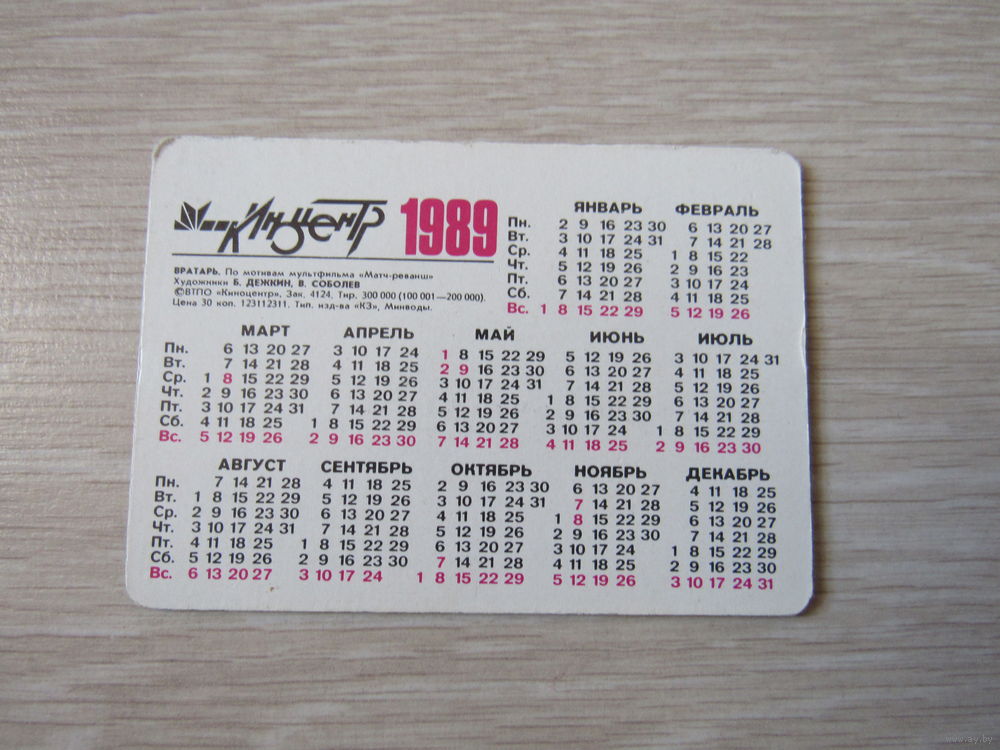 Киноцентр 1989
ВРАТАРЬ. По мотивам мультфильма «Матч-реванш»
Художники Б. ДЕЖКИН, В. СОБОЛЕВ
©ВТПО «Киноцентр», Зак. 4124, Тир. 300 000 (100 001—200 000).
Цена 30 коп. 123112311. Тип. изд-ва «КЗ», Минводы.
ЯНВАРЬ ФЕВРАЛЬ
Пн. 2 9 16 23 30 6 13 20 27
Вт. 3 10 17 24 31 7 14 21 28
Ср. 4 11 18 25 1 8 15 22
Чт. 5 12 19 26 2 9 16 23
Пт. 6 13 20 27 3 10 17 24
Сб. 7 14 21 28 4 11 18 25
Вс. 1 8 15 22 29 5 12 19 26
МАРТ АПРЕЛЬ МАЙ ИЮНЬ ИЮЛЬ
Пн. 6 13 20 27 3 10 17 24 1 8 15 22 29 5 12 19 26 3 10 17 24 31
Вт. 7 14 21 28 4 11 18 25 2 9 16 23 30 6 13 20 27 4 11 18 25
Ср. 1 8 15 22 29 5 12 19 26 3 10 17 24 31 7 14 21 28 5 12 19 26
Чт. 2 9 16 23 30 6 13 20 27 4 11 18 25 1 8 15 22 29 6 13 20 27
Пт. 3 10 17 24 31 7 14 21 28 5 12 19 26 2 9 16 23 30 7 14 21 28
Сб. 4 11 18 25 1 8 15 22 29 6 13 20 27 3 10 17 24 1 8 15 22 29
Вс. 5 12 19 26 2 9 16 23 30 7 14 21 28 4 11 18 25 2 9 16 23 30
АВГУСТ СЕНТЯБРЬ ОКТЯБРЬ НОЯБРЬ ДЕКАБРЬ
Пн. 7 14 21 28 4 11 18 25 2 9 16 23 30 6 13 20 27 4 11 18 25
Вт. 1 8 15 22 29 5 12 19 26 3 10 17 24 31 7 14 21 28 5 12 19 26
Ср. 2 9 16 23 30 6 13 20 27 4 11 18 25 1 8 15 22 29 6 13 20 27
Чт. 3 10 17 24 31 7 14 21 28 5 12 19 26 2 9 16 23 30 7 14 21 28
Пт. 4 11 18 25 1 8 15 22 29 6 13 20 27 3 10 17 24 1 8 15 22 29
Сб. 5 12 19 26 2 9 16 23 30 7 14 21 28 4 11 18 25 2 9 16 23 30
Вс. 6 13 20 27 3 10 17 24 1 8 15 22 29 5 12 19 26 3 10 17 24 31
www.ay.by